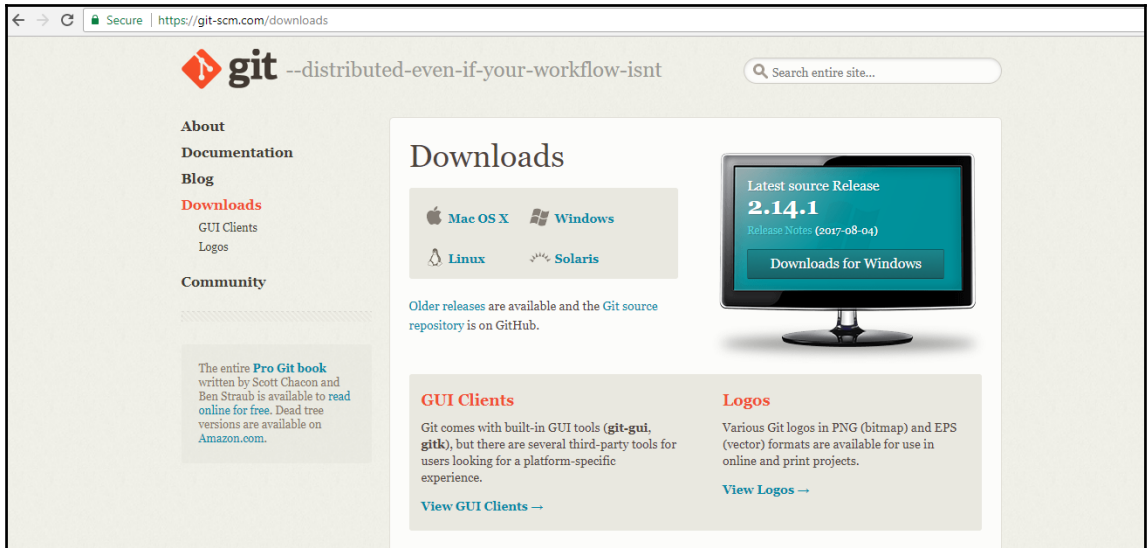 Secure | https://git-scm.com/downloads
git --distributed-even-if-your-workflow-isnt
Search entire site...
About
Documentation
Blog
Downloads
GUI Clients
Logos
Community
The entire Pro Git book
written by Scott Chacon and
Ben Straub is available to read
online for free. Dead tree
versions are available on
Amazon.com.
Downloads
Mac OS X Windows
Linux Solaris
Older releases are available and the Git source
repository is on GitHub.
Latest source Release
2.14.1
Release Notes (2017-08-04)
Downloads for Windows
GUI Clients
Git comes with built-in GUI tools (git-gui,
gitk), but there are several third-party tools for
users looking for a platform-specific
experience.
View GUI Clients →
Logos
Various Git logos in PNG (bitmap) and EPS
(vector) formats are available for use in
online and print projects.
View Logos →